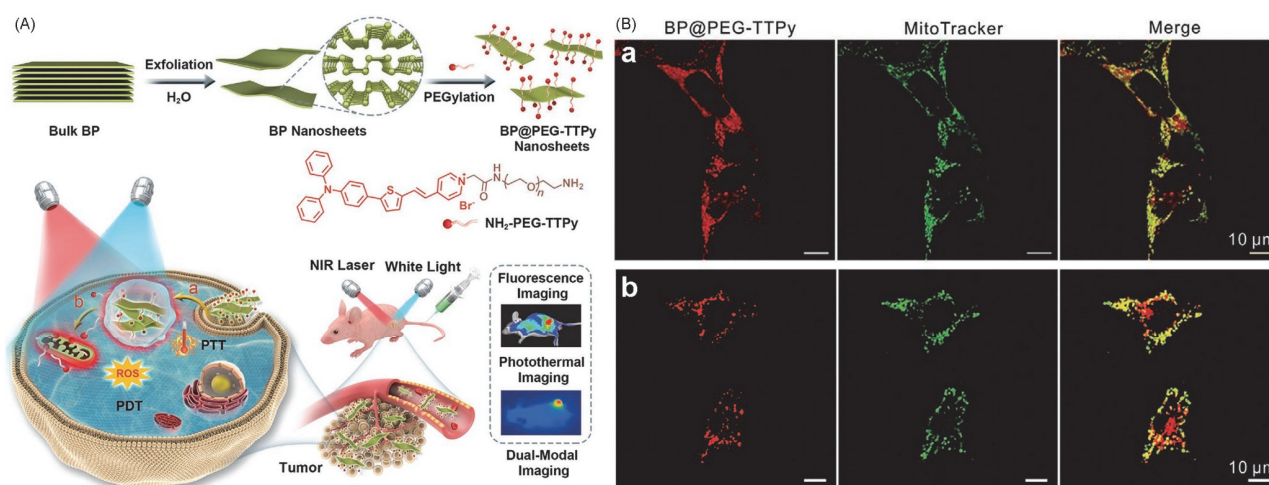 (A)
Exfoliation
H₂O
PEGylation
Bulk BP
BP Nanosheets
BP@PEG-TTPy
Nanosheets
N
S
N⁺
O
H
N
O
n
NH₂
Br⁻
NH₂-PEG-TTPy
NIR Laser
White Light
Fluorescence
Imaging
Photothermal
Imaging
Dual-Modal
Imaging
a
b
PTT
ROS
PDT
Tumor
(B)
BP@PEG-TTPy
MitoTracker
Merge
a
10 μm
b
10 μm